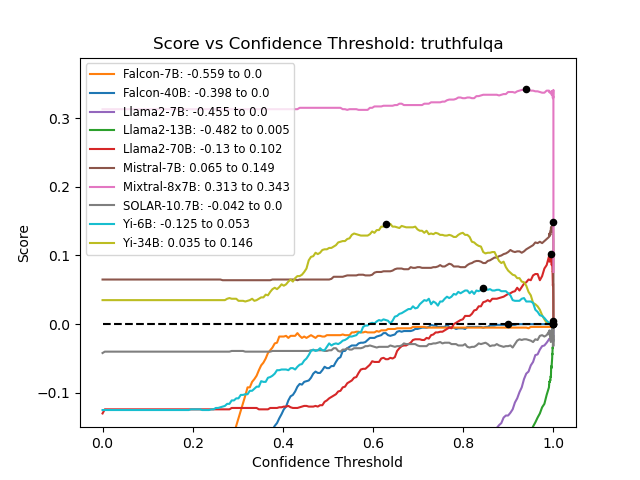 Score vs Confidence Threshold: truthfulqa
Falcon-7B: -0.559 to 0.0
Falcon-40B: -0.398 to 0.0
Llama2-7B: -0.455 to 0.0
Llama2-13B: -0.482 to 0.005
Llama2-70B: -0.13 to 0.102
Mistral-7B: 0.065 to 0.149
Mixtral-8x7B: 0.313 to 0.343
SOLAR-10.7B: -0.042 to 0.0
Yi-6B: -0.125 to 0.053
Yi-34B: 0.035 to 0.146
Score
0.3
0.2
0.1
0.0
−0.1
0.0 0.2 0.4 0.6 0.8 1.0
Confidence Threshold